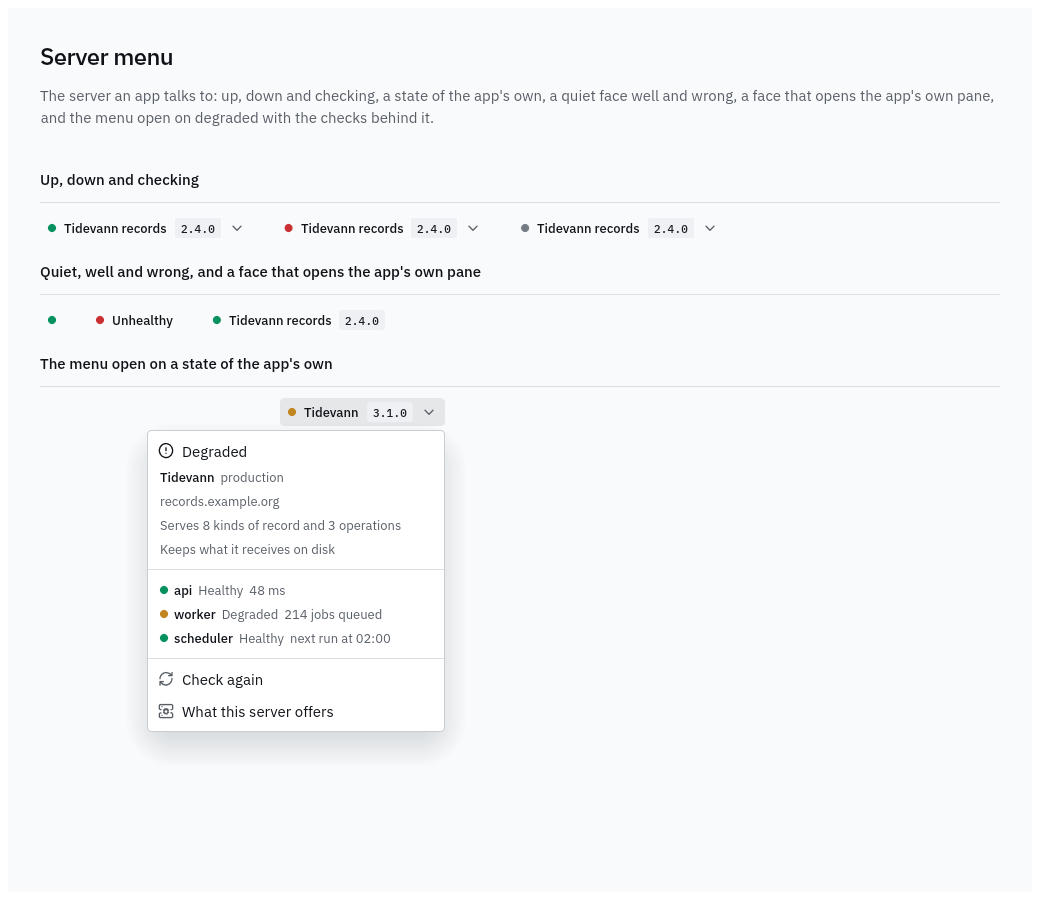 Server menu
The server an app talks to: up, down and checking, a state of the app's own, a quiet face well and wrong, a face that opens the app's own pane,
and the menu open on degraded with the checks behind it.
Up, down and checking
Tidevann records 2.4.0 Tidevann records 2.4.0 Tidevann records 2.4.0
Quiet, well and wrong, and a face that opens the app's own pane
Unhealthy Tidevann records 2.4.0
The menu open on a state of the app's own
Tidevann 3.1.0
Degraded
Tidevann production
records.example.org
Serves 8 kinds of record and 3 operations
Keeps what it receives on disk
api Healthy 48 ms
worker Degraded 214 jobs queued
scheduler Healthy next run at 02:00
Check again
What this server offers